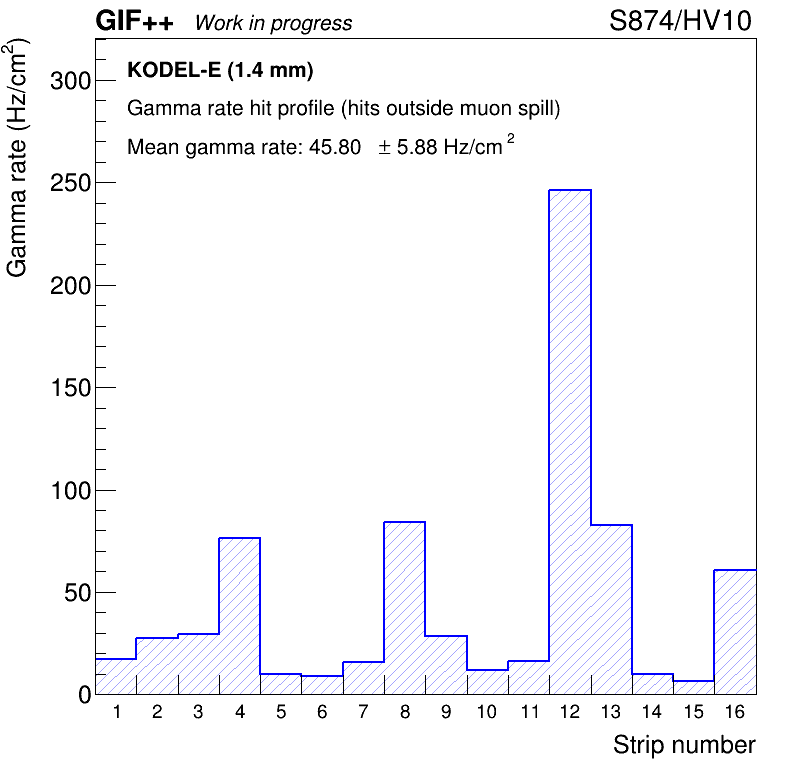 GIF++ Work in progress S874/HV10
Gamma rate (Hz/cm²)
KODEL-E (1.4 mm)
Gamma rate hit profile (hits outside muon spill)
Mean gamma rate: 45.80 ± 5.88 Hz/cm²
300
250
200
150
100
50
0
1 2 3 4 5 6 7 8 9 10 11 12 13 14 15 16
Strip number